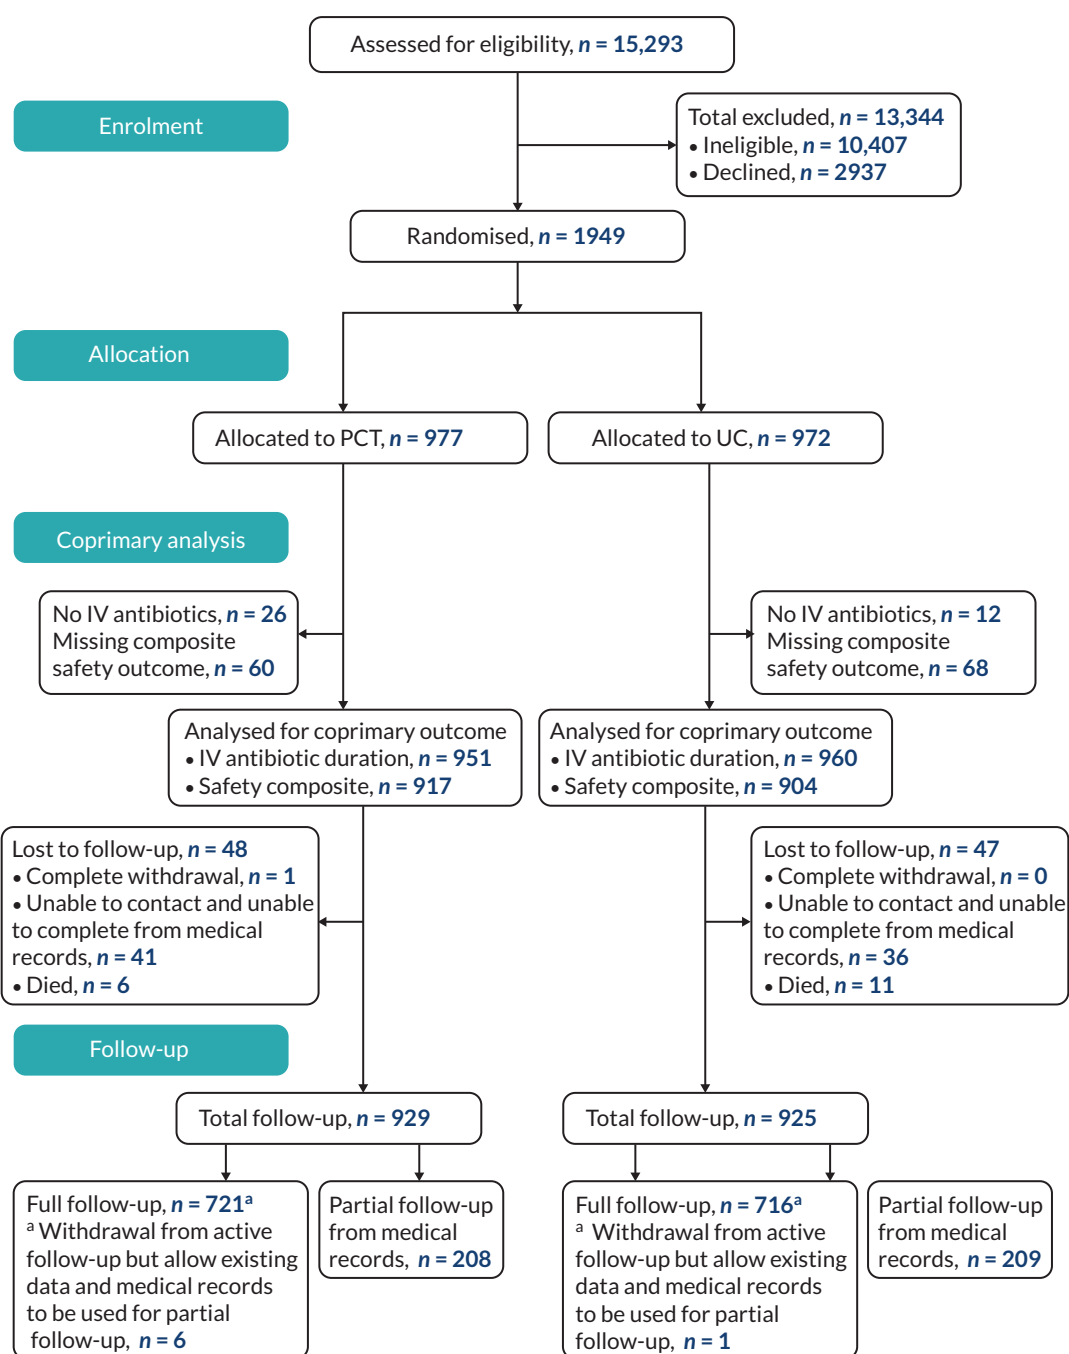 Assessed for eligibility, n = 15,293
Enrolment
Total excluded, n = 13,344
• Ineligible, n = 10,407
• Declined, n = 2937
Randomised, n = 1949
Allocation
Allocated to PCT, n = 977
Allocated to UC, n = 972
Coprimary analysis
No IV antibiotics, n = 26
Missing composite
safety outcome, n = 60
No IV antibiotics, n = 12
Missing composite
safety outcome, n = 68
Analysed for coprimary outcome
• IV antibiotic duration, n = 951
• Safety composite, n = 917
Analysed for coprimary outcome
• IV antibiotic duration, n = 960
• Safety composite, n = 904
Lost to follow-up, n = 48
• Complete withdrawal, n = 1
• Unable to contact and unable
to complete from medical
records, n = 41
• Died, n = 6
Lost to follow-up, n = 47
• Complete withdrawal, n = 0
• Unable to contact and unable
to complete from medical
records, n = 36
• Died, n = 11
Follow-up
Total follow-up, n = 929
Total follow-up, n = 925
Full follow-up, n = 721ᵃ
ᵃ Withdrawal from active
follow-up but allow existing
data and medical records
to be used for partial
follow-up, n = 6
Partial follow-up
from medical
records, n = 208
Full follow-up, n = 716ᵃ
ᵃ Withdrawal from active
follow-up but allow existing
data and medical records
to be used for partial
follow-up, n = 1
Partial follow-up
from medical
records, n = 209